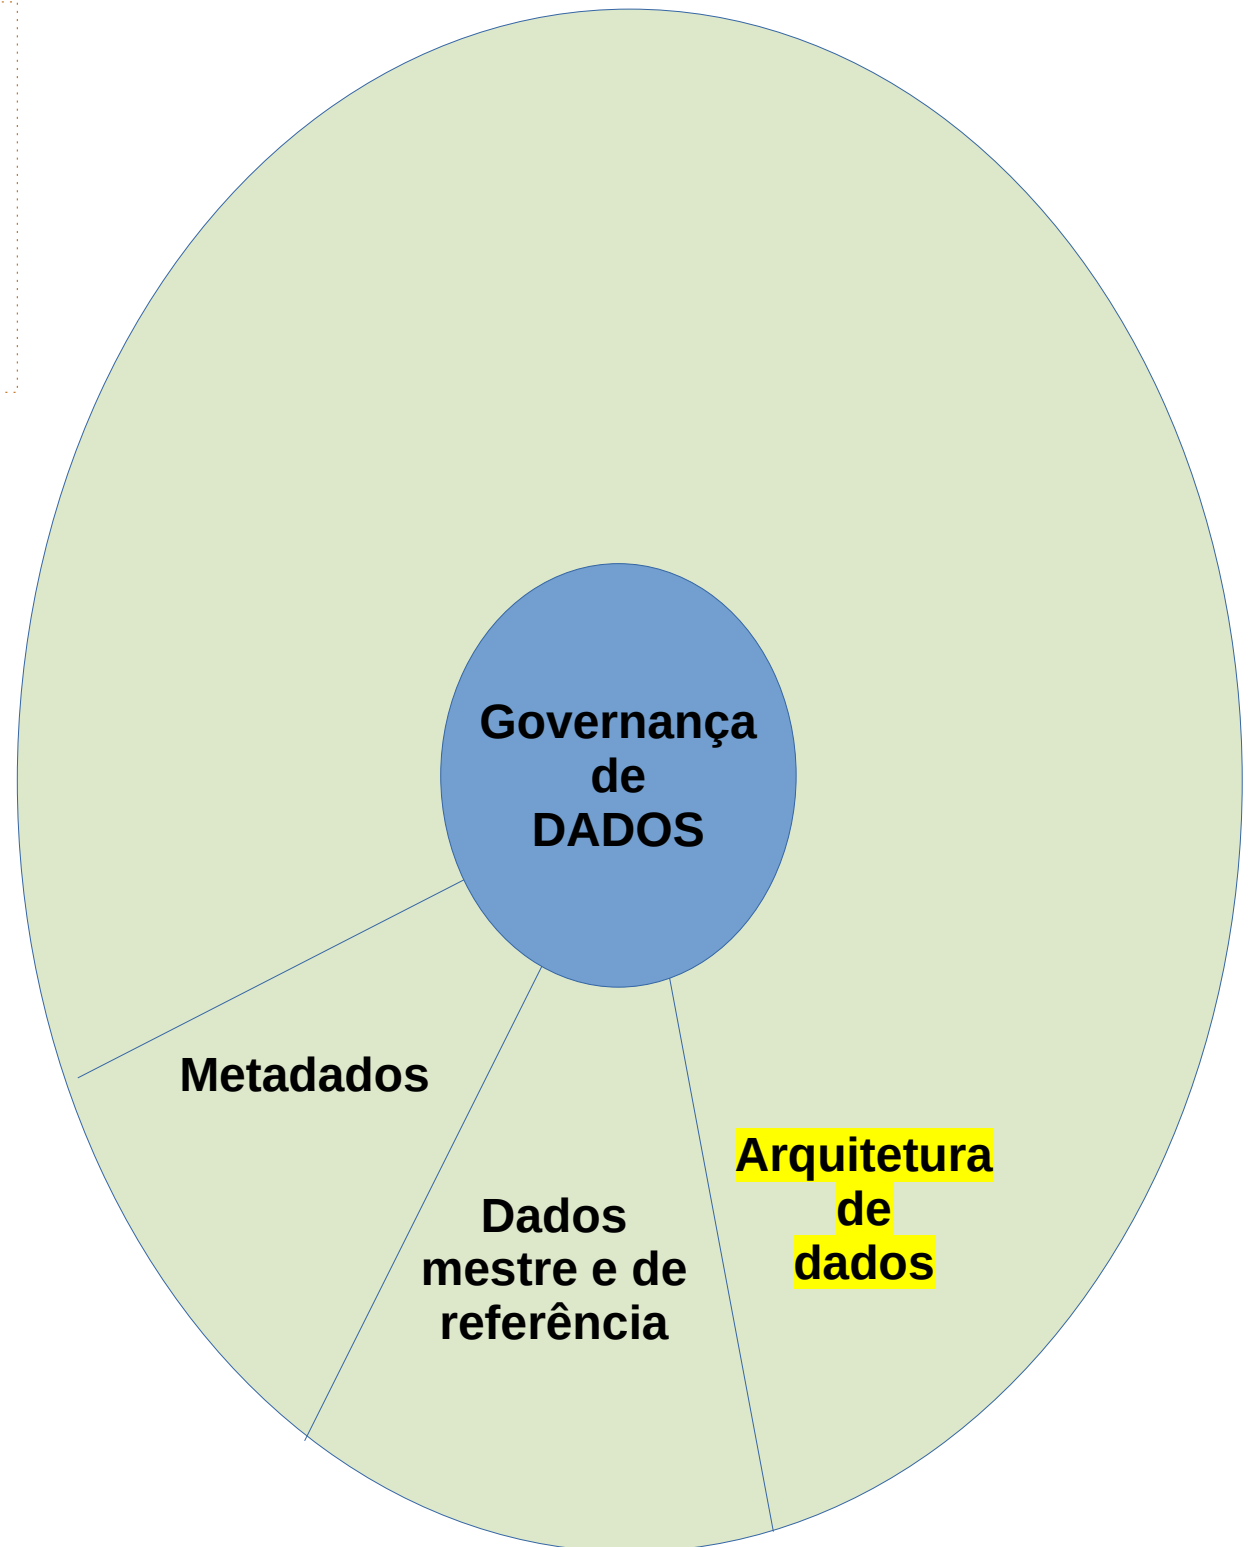 Governança
de
DADOS
Metadados
Dados
mestre e de
referência
Arquitetura
de
dados